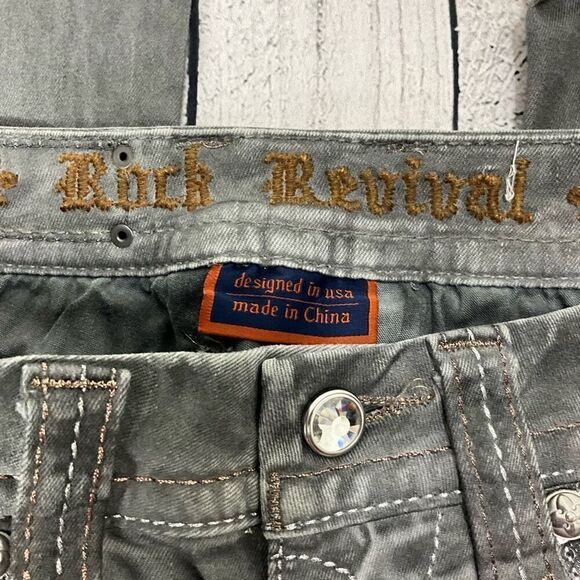 Rock Revival
designed in usa
made in China